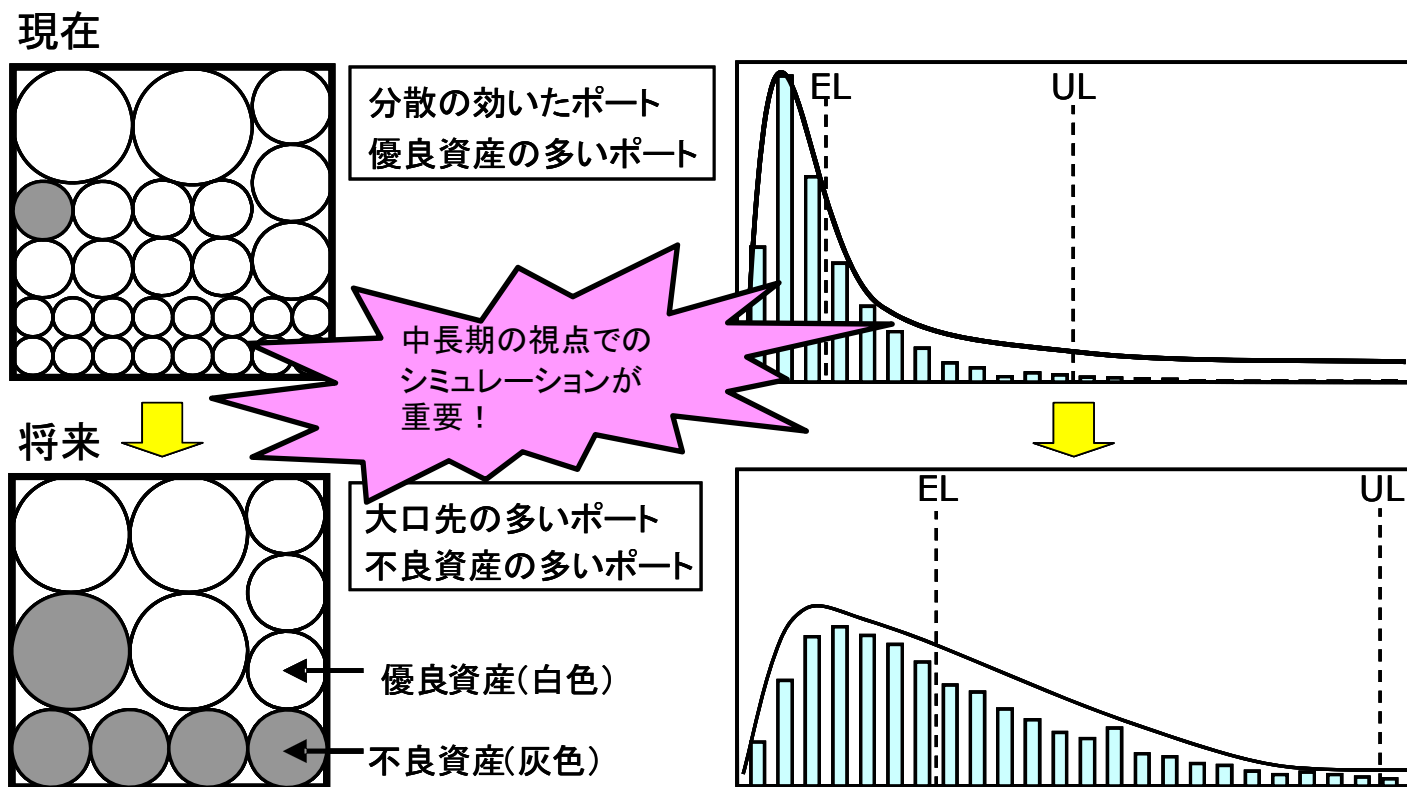 現在
分散の効いたポート
優良資産の多いポート
EL
UL
中長期の視点での
シミュレーションが
重要！
将来
大口先の多いポート
不良資産の多いポート
優良資産(白色)
不良資産(灰色)
EL
UL